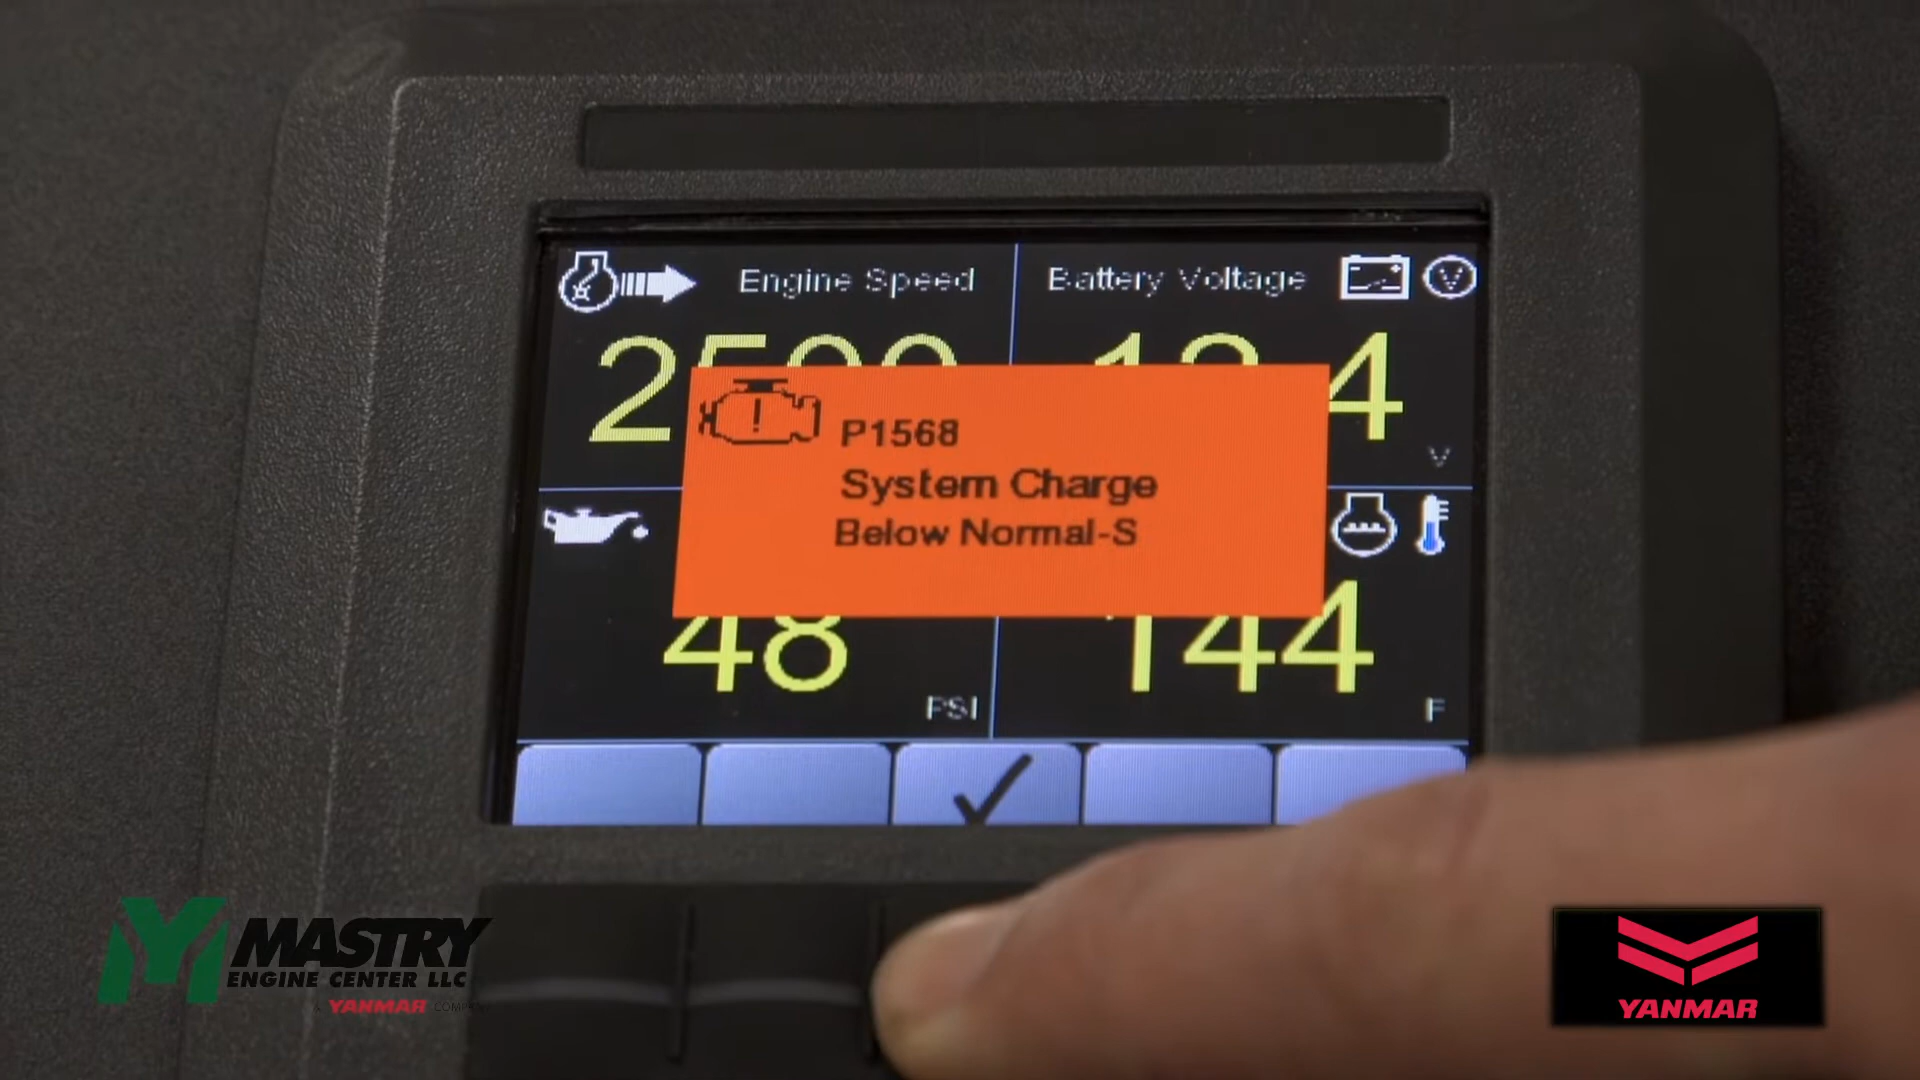 Engine Speed
Battery Voltage
V
P1568
System Charge
Below Normal-S
V
48
144
PSI
F
MASTRY
ENGINE CENTER LLC
A YANMAR COMPANY
YANMAR